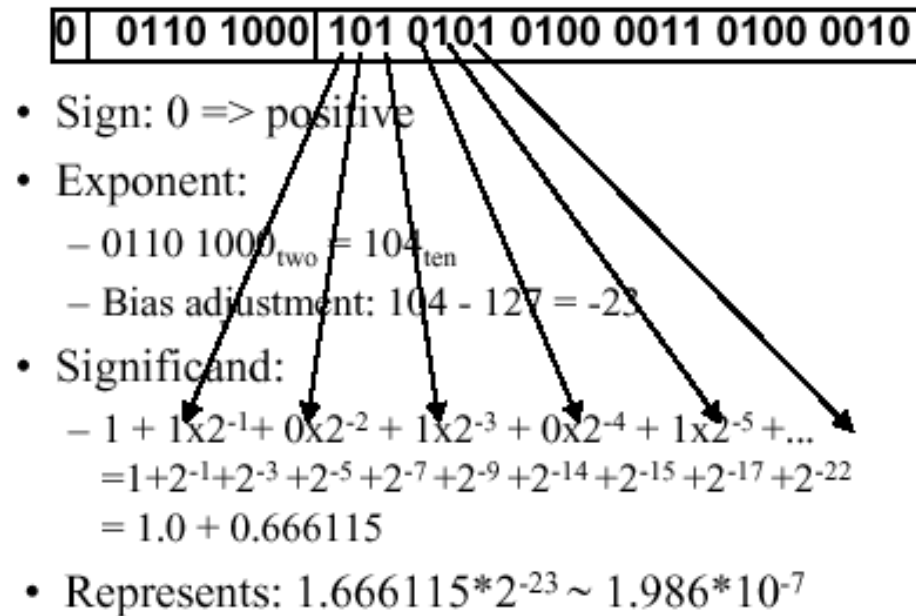 0 0110 1000 101 0101 0100 0011 0100 0010
• Sign: 0 => positive
• Exponent:
– 0110 1000two = 104ten
– Bias adjustment: 104 - 127 = -23
• Significand:
– 1 + 1x2⁻¹+ 0x2⁻² + 1x2⁻³ + 0x2⁻⁴ + 1x2⁻⁵ +...
=1+2⁻¹+2⁻³ +2⁻⁵ +2⁻⁷ +2⁻⁹ +2⁻¹⁴ +2⁻¹⁵ +2⁻¹⁷ +2⁻²²
= 1.0 + 0.666115
• Represents: 1.666115*2⁻²³ ~ 1.986*10⁻⁷